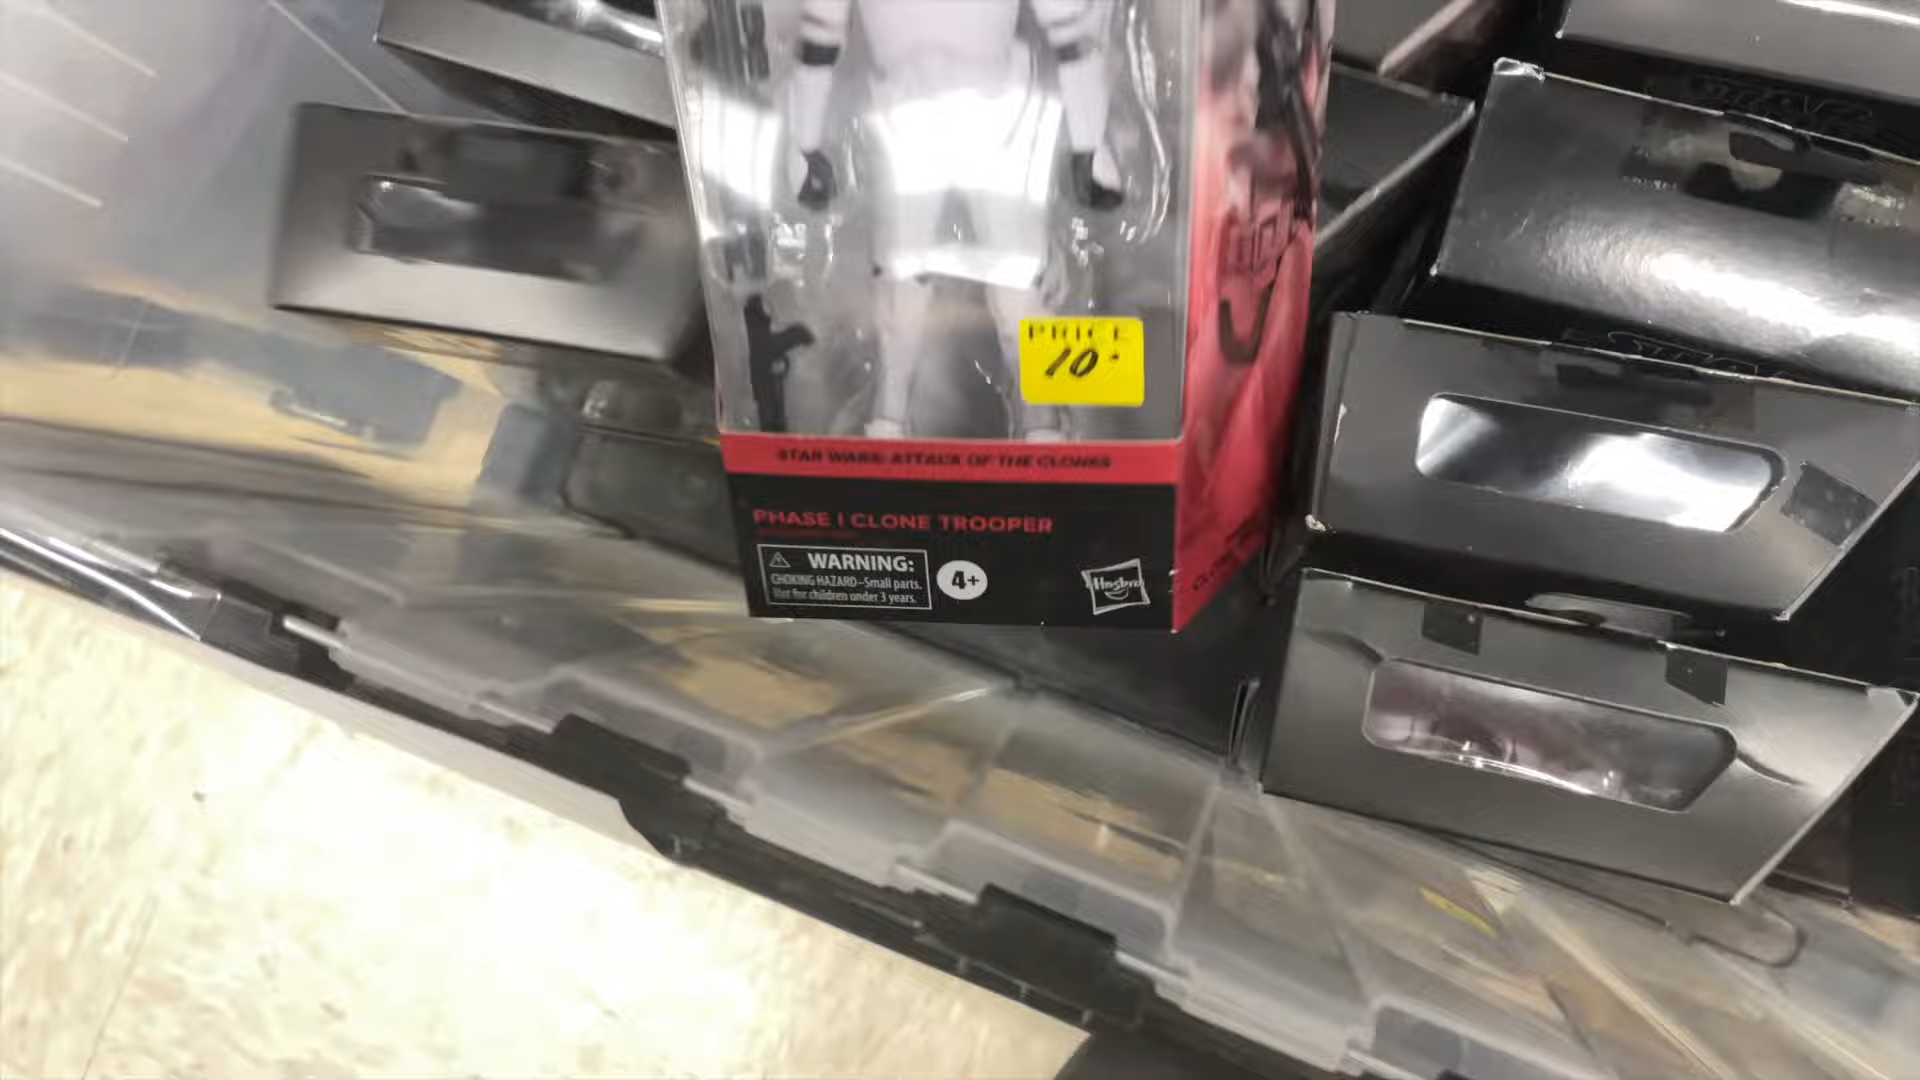 PRICE
10.
STAR WARS: ATTACK OF THE CLONES
PHASE I CLONE TROOPER
WARNING:
CHOKING HAZARD–Small parts.
Not for children under 3 years.
4+
Hasbro